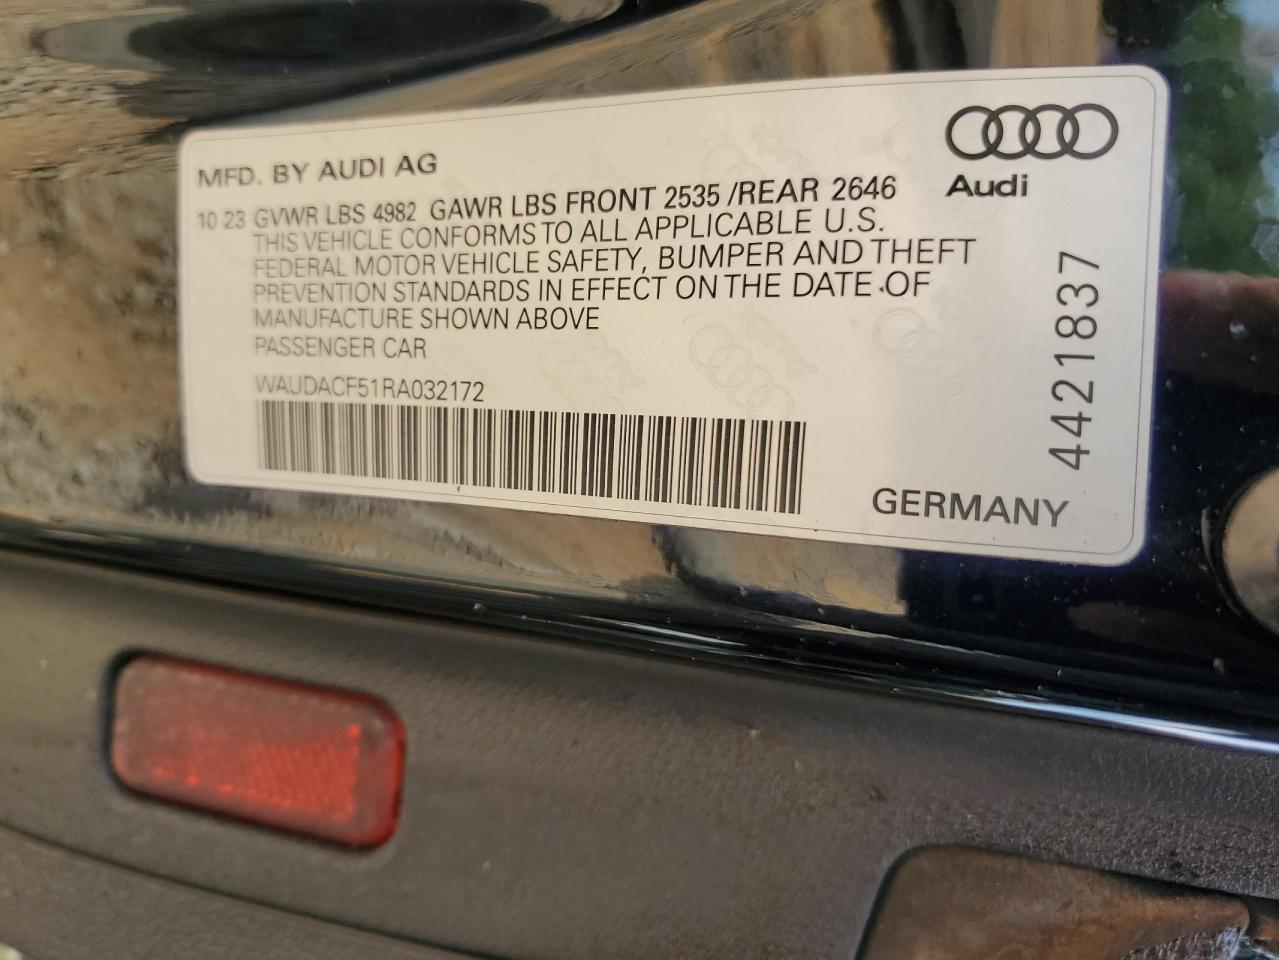 MFD. BY AUDI AG
Audi
10 23 GVWR LBS 4982 GAWR LBS FRONT 2535 /REAR 2646
THIS VEHICLE CONFORMS TO ALL APPLICABLE U.S.
FEDERAL MOTOR VEHICLE SAFETY, BUMPER AND THEFT
PREVENTION STANDARDS IN EFFECT ON THE DATE OF
MANUFACTURE SHOWN ABOVE
PASSENGER CAR
WAUDACF51RA032172
4421837
GERMANY